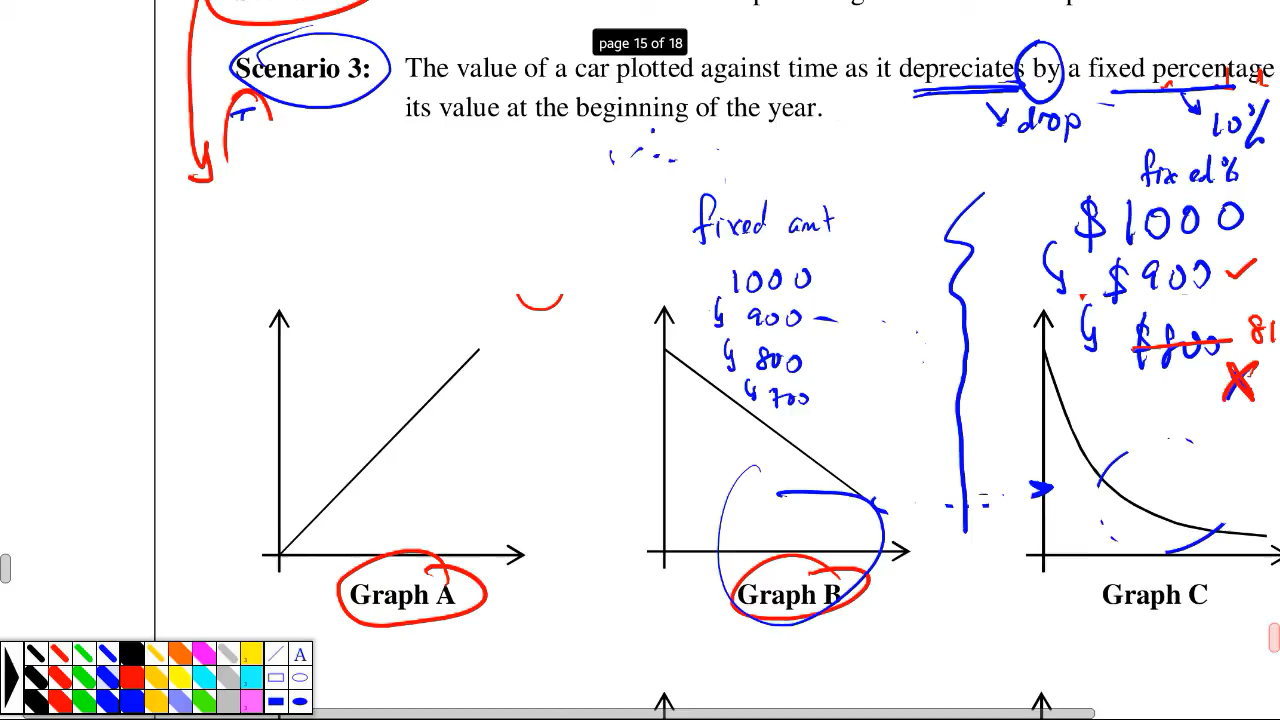 page 15 of 18
Scenario 3: The value of a car plotted against time as it depreciates by a fixed percentage
its value at the beginning of the year.
drop
10%
fixed %
fixed amt
$1000
1000
$900
900
$800
81
800
700
Graph A
Graph B
Graph C
A